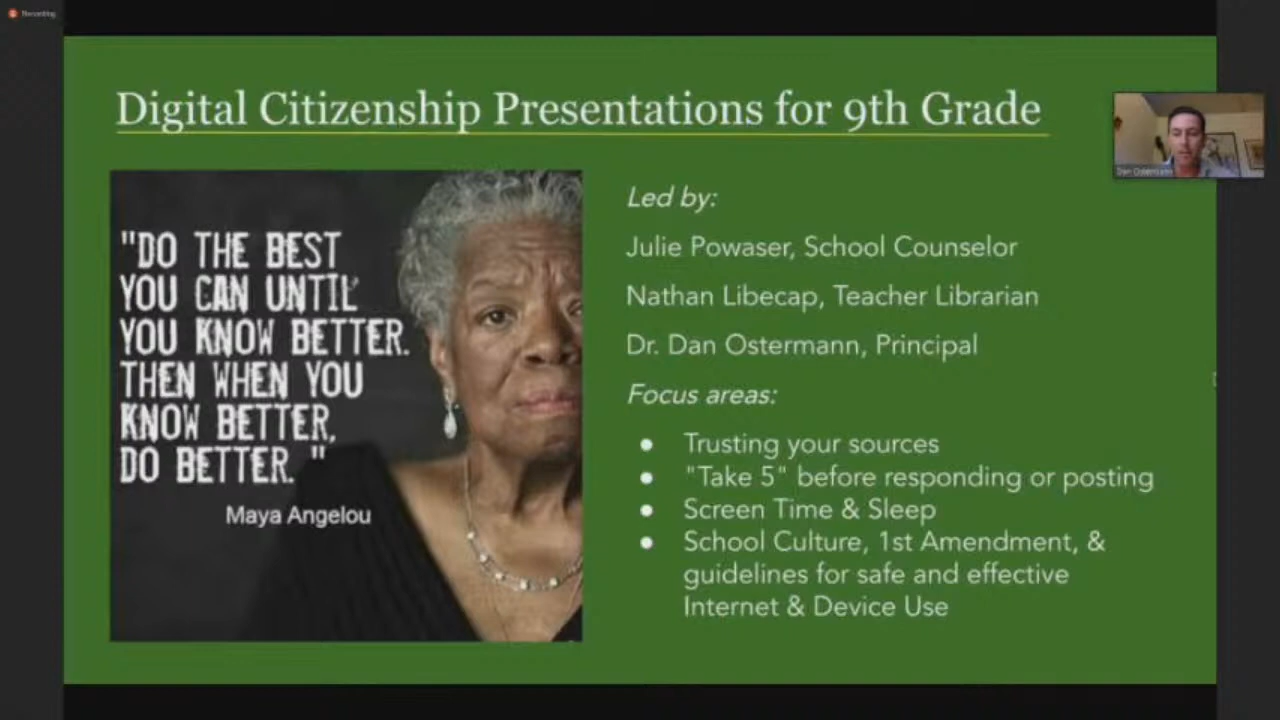 Recording
Digital Citizenship Presentations for 9th Grade
Dan Ostermann
"DO THE BEST
YOU CAN UNTIL
YOU KNOW BETTER.
THEN WHEN YOU
KNOW BETTER,
DO BETTER. "
Maya Angelou
Led by:
Julie Powaser, School Counselor
Nathan Libecap, Teacher Librarian
Dr. Dan Ostermann, Principal
Focus areas:
● Trusting your sources
● "Take 5" before responding or posting
● Screen Time & Sleep
● School Culture, 1st Amendment, &
guidelines for safe and effective
Internet & Device Use